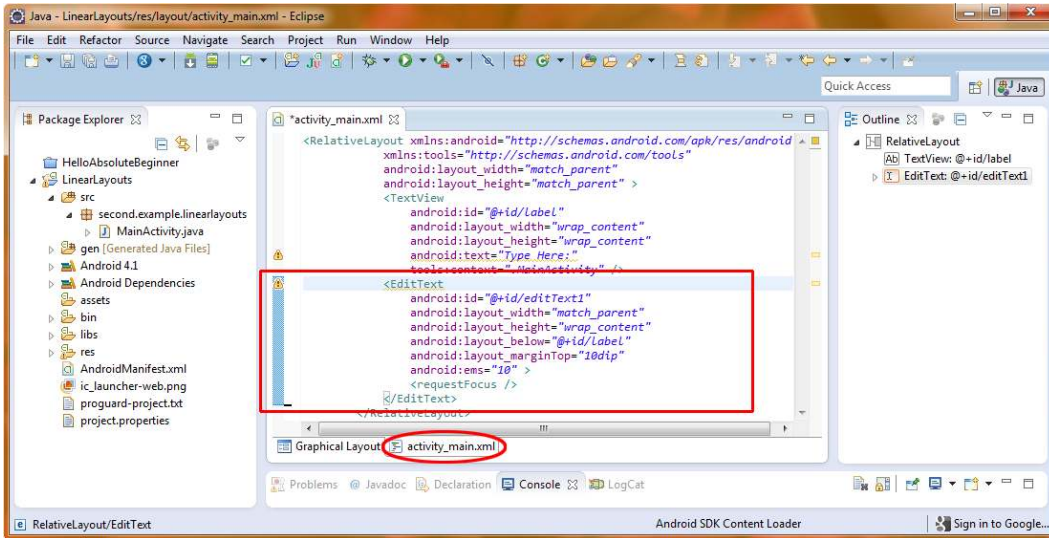 Java - LinearLayouts/res/layout/activity_main.xml - Eclipse
File Edit Refactor Source Navigate Search Project Run Window Help
Quick Access
Java
Package Explorer
HelloAbsoluteBeginner
LinearLayouts
src
second.example.linearlayouts
MainActivity.java
gen [Generated Java Files]
Android 4.1
Android Dependencies
assets
bin
libs
res
AndroidManifest.xml
ic_launcher-web.png
proguard-project.txt
project.properties
*activity_main.xml
<RelativeLayout xmlns:android="http://schemas.android.com/apk/res/android
xmlns:tools="http://schemas.android.com/tools"
android:layout_width="match_parent"
android:layout_height="match_parent" >
<TextView
android:id="@+id/label"
android:layout_width="wrap_content"
android:layout_height="wrap_content"
android:text="Type Here:"
tools:context=".MainActivity" />
<EditText
android:id="@+id/editText1"
android:layout_width="match_parent"
android:layout_height="wrap_content"
android:layout_below="@+id/label"
android:layout_marginTop="10dip"
android:ems="10" >
<requestFocus />
</EditText>
</RelativeLayout>
Graphical Layout activity_main.xml
Outline
RelativeLayout
Ab TextView: @+id/label
EditText: @+id/editText1
Problems @ Javadoc Declaration Console LogCat
RelativeLayout/EditText
Android SDK Content Loader
Sign in to Google...